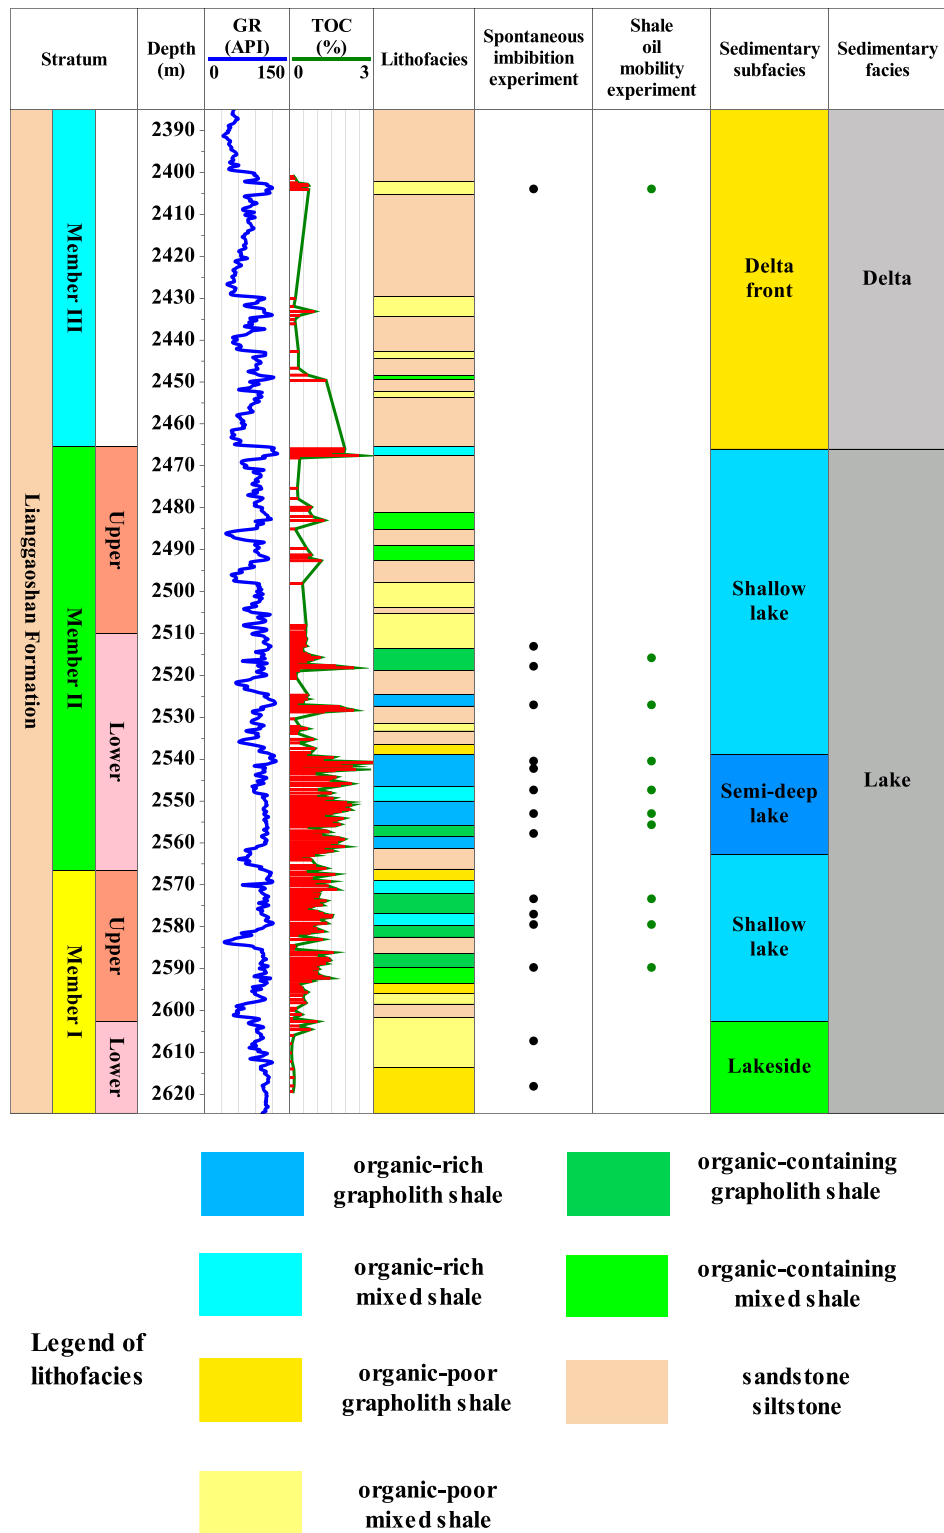 Stratum
Depth
(m)
GR
(API)
0 150
TOC
(%)
0 3
Lithofacies
Spontaneous
imbibition
experiment
Shale
oil
mobility
experiment
Sedimentary
subfacies
Sedimentary
facies
Lianggaoshan Formation
Member III
Member II
Member I
Upper
Lower
Upper
Lower
2390
2400
2410
2420
2430
2440
2450
2460
2470
2480
2490
2500
2510
2520
2530
2540
2550
2560
2570
2580
2590
2600
2610
2620
Delta
front
Shallow
lake
Semi-deep
lake
Shallow
lake
Lakeside
Delta
Lake
Legend of
lithofacies
organic-rich
grapholith shale
organic-containing
grapholith shale
organic-rich
mixed shale
organic-containing
mixed shale
organic-poor
grapholith shale
sandstone
siltstone
organic-poor
mixed shale